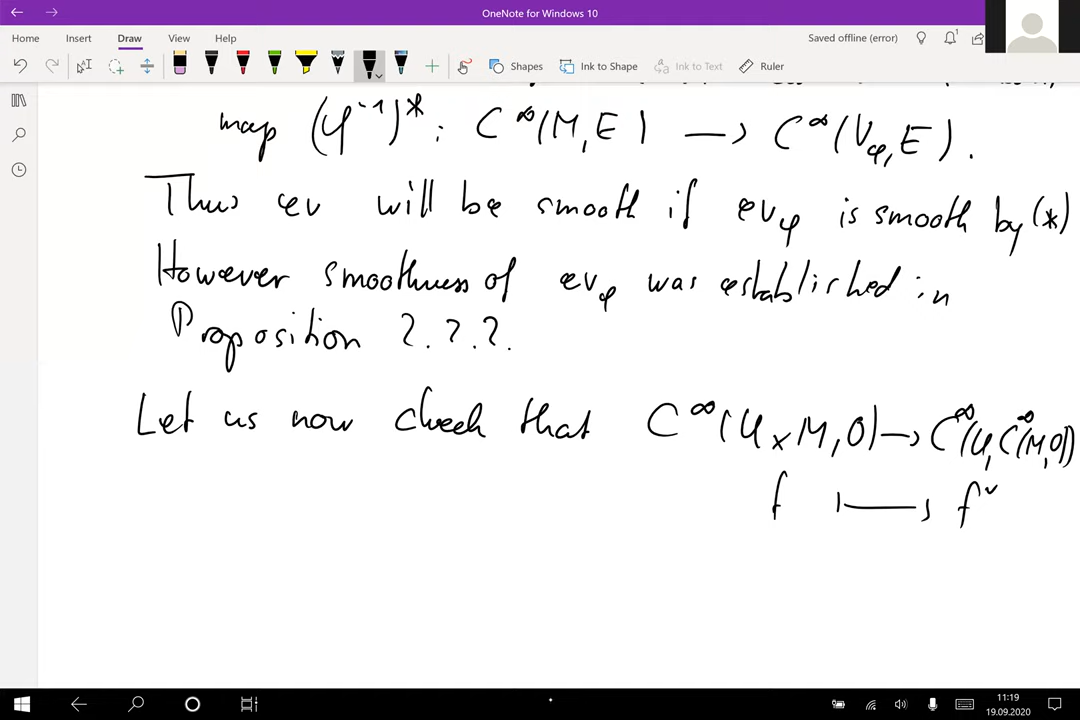 OneNote for Windows 10
Home Insert Draw View Help
Saved offline (error)
Shapes Ink to Shape Ink to Text Ruler
map (φ⁻¹)* : C^∞(M,E) → C^∞(V_φ,E).
Thus ev will be smooth if ev_φ is smooth by (*)
However smoothness of ev_φ was established in
Proposition ?.?.?.
Let us now check that C^∞(U×M,O) → C^∞(U,C^∞(M,O))
f ↦ f^∨
11:19
19.09.2020